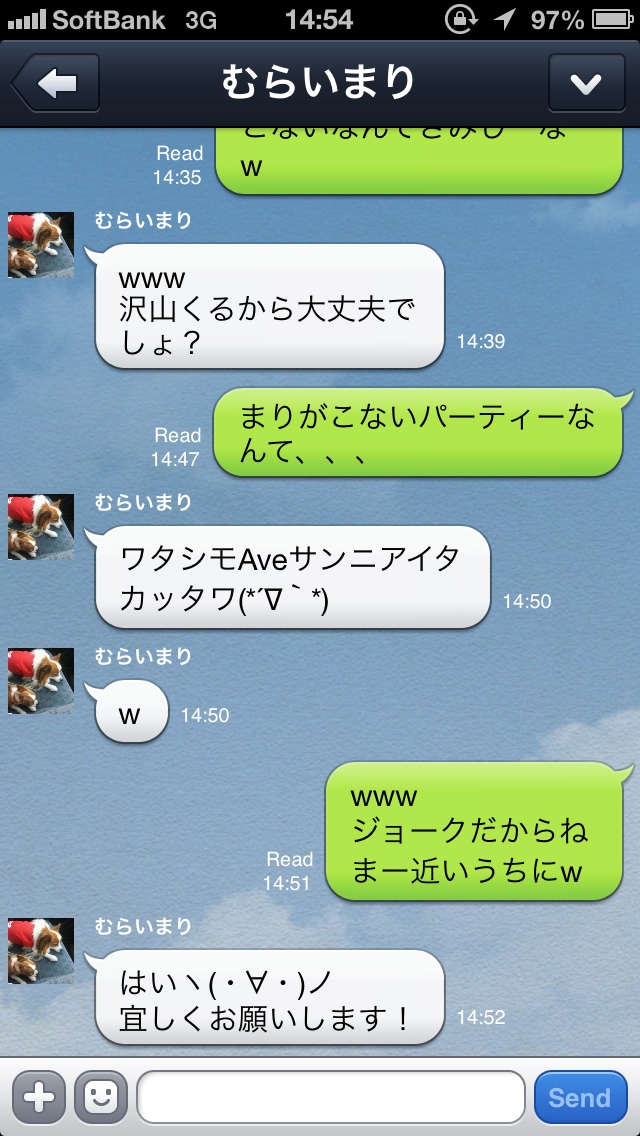 SoftBank 3G 14:54 97%
むらいまり
w
Read
14:35
むらいまり
www
沢山くるから大丈夫で
しょ？
14:39
まりがこないパーティーな
んて、、、
Read
14:47
むらいまり
ワタシモAveサンニアイタ
カッタワ(*´∇｀*)
14:50
むらいまり
w
14:50
www
ジョークだからね
まー近いうちにw
Read
14:51
むらいまり
はいヽ(・∀・)ノ
宜しくお願いします！
14:52
Send